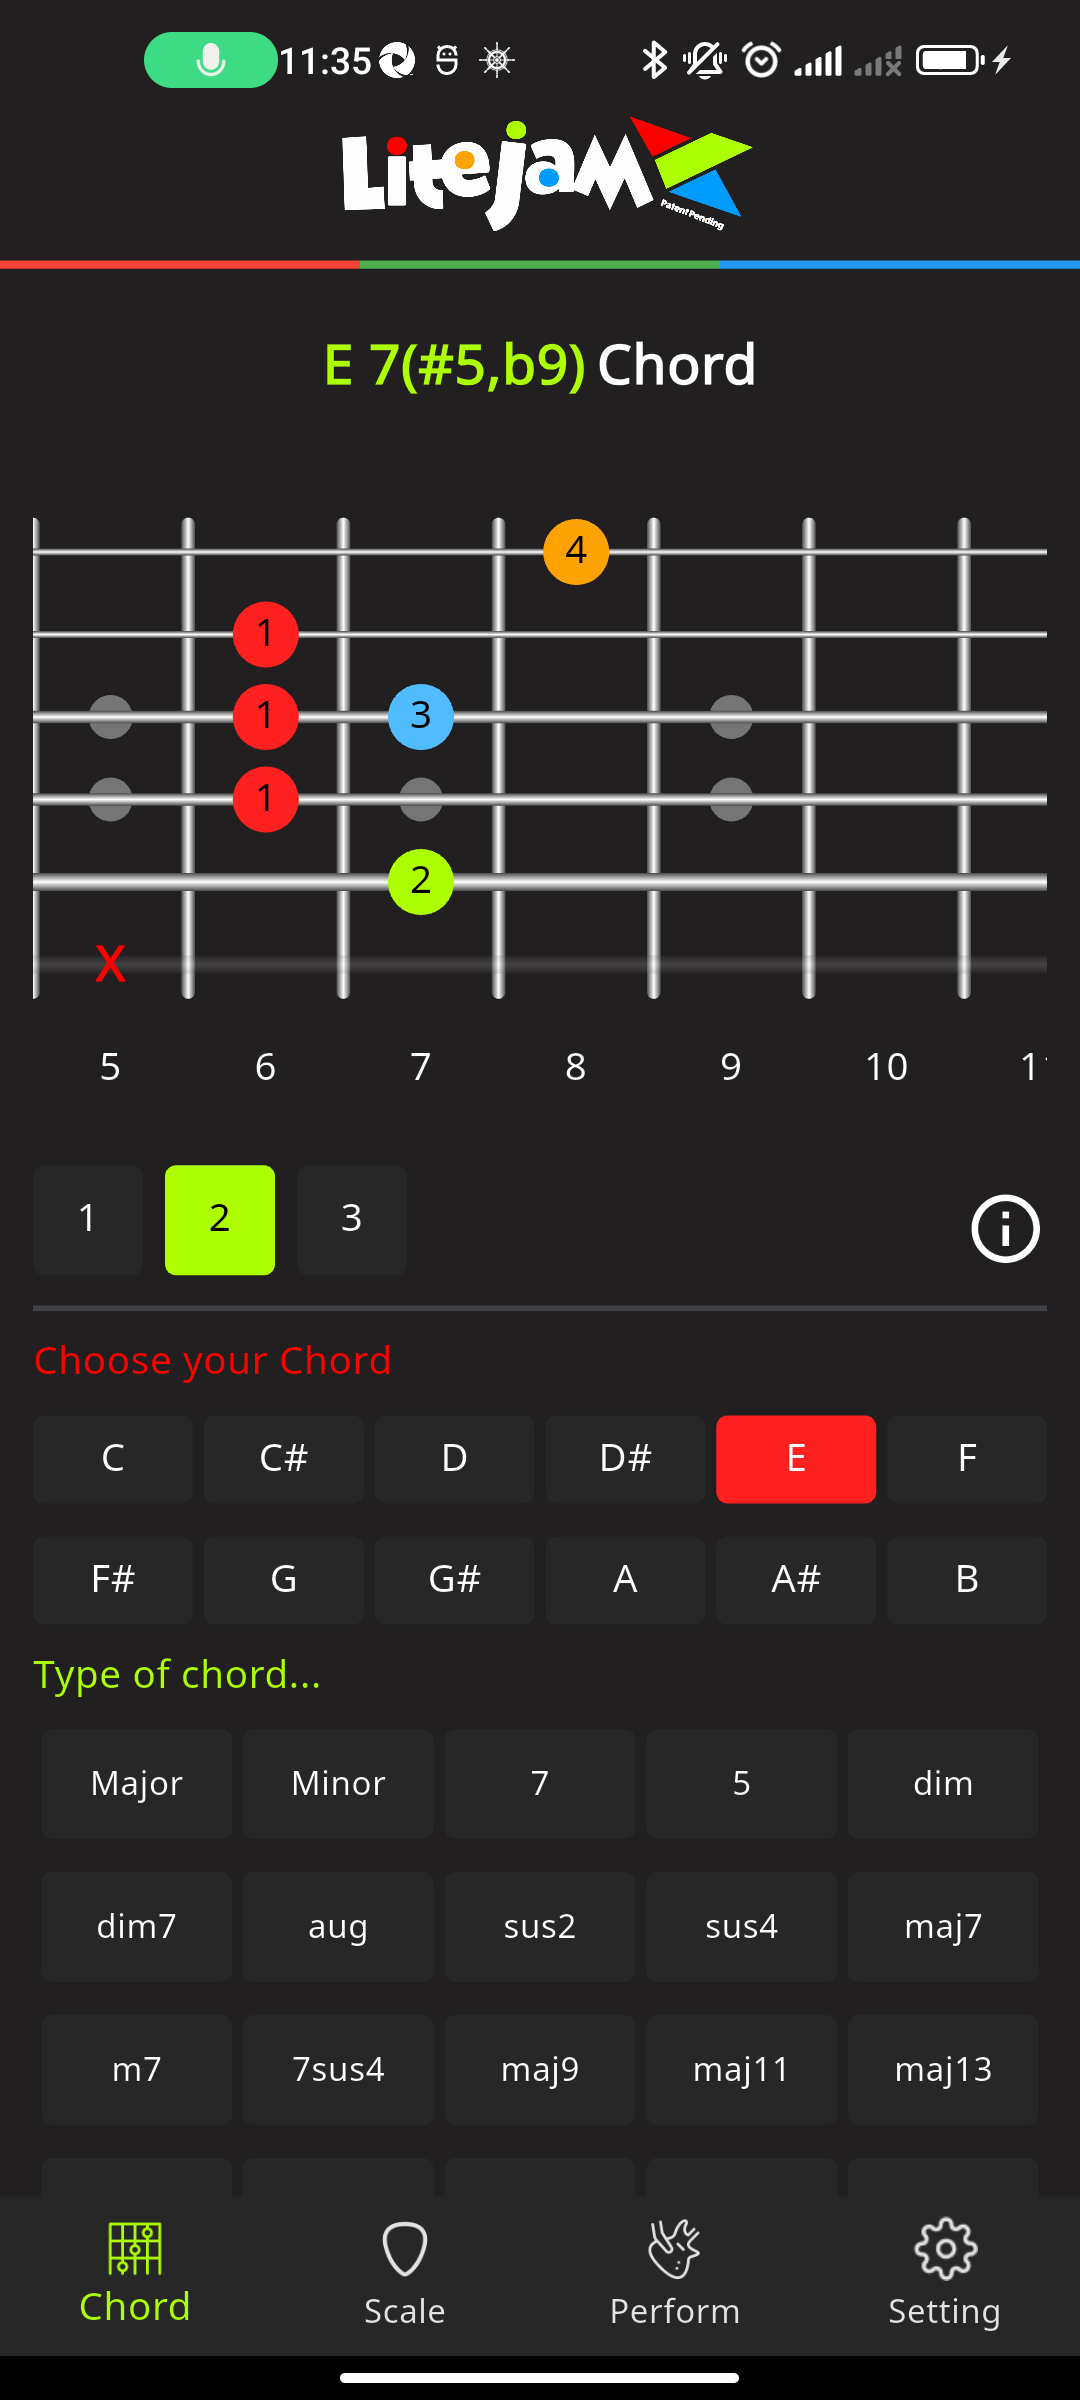 11:35
Litejam
Patent Pending
E 7(#5,b9) Chord
4
1
1 3
1
2
X
5 6 7 8 9 10
1 2 3
Choose your Chord
C C# D D# E F
F# G G# A A# B
Type of chord...
Major Minor 7 5 dim
dim7 aug sus2 sus4 maj7
m7 7sus4 maj9 maj11 maj13
Chord Scale Perform Setting